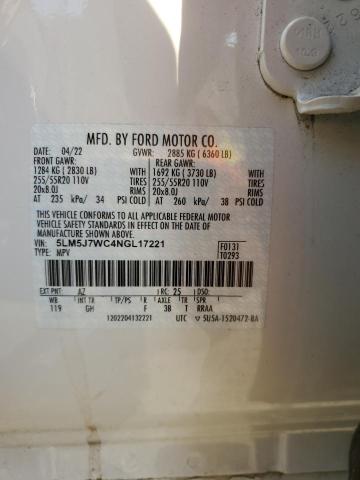 MFD. BY FORD MOTOR CO.
04/22 GVWR: 2885 KG ( 6360 LB)
FRONT GAWR: REAR GAWR:
1284 KG ( 2830 LB) WITH 1692 KG ( 3730 LB) WITH
255/55R20 110V TIRES 255/55R20 110V TIRES
20x8.0J RIMS 20x8.0J RIMS
AT 235 kPa/ 34 PSI COLD AT 260 kPa/ 38 PSI COLD
THIS VEHICLE CONFORMS TO ALL APPLICABLE FEDERAL MOTOR
VEHICLE SAFETY STANDARDS IN EFFECT ON THE DATE OF
MANUFACTURE SHOWN ABOVE.
VIN: 5LM5J7WC4NGL17221 F0131
TYPE: MPV T0293
EXT PNT: AZ RC: 25 DSO:
WB INT TR TP/PS R AXLE TR SPR
119 GH F 3B T RRAA
1202204132221 UTC